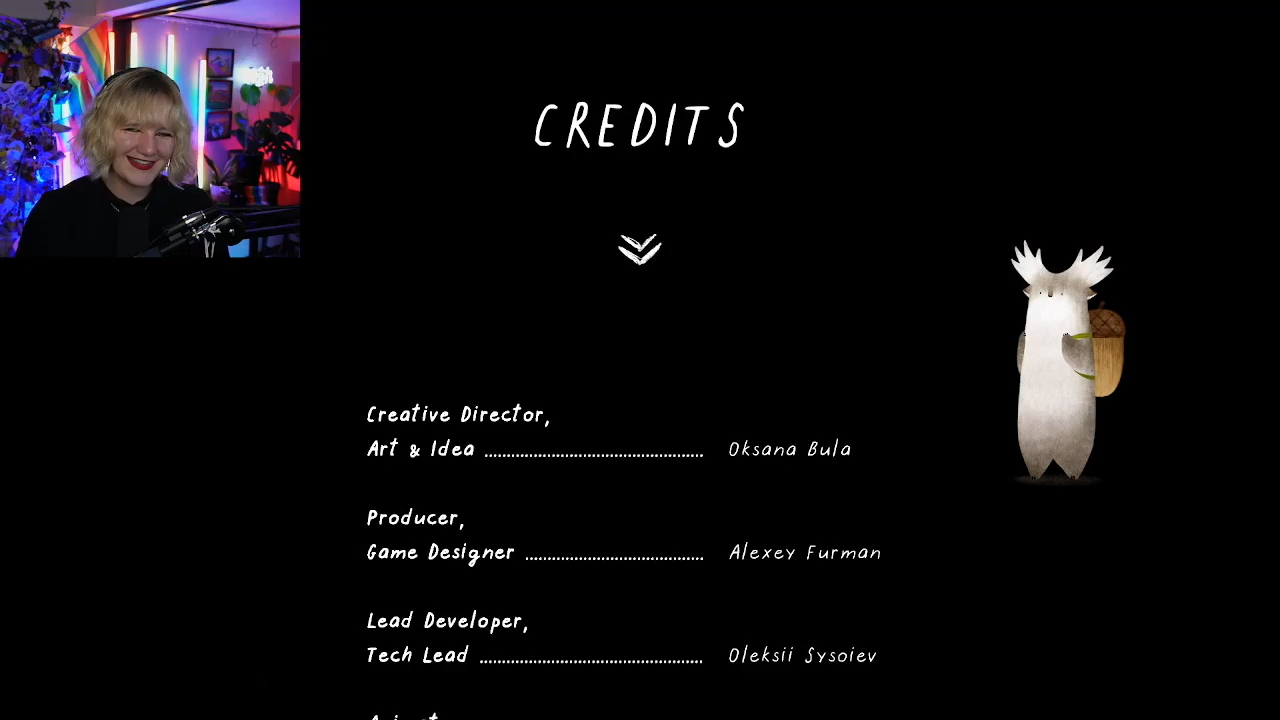 CREDITS
Creative Director,
Art & Idea ........................................................ Oksana Bula
Producer,
Game Designer ............................................. Alexey Furman
Lead Developer,
Tech Lead ......................................................... Oleksii Sysoiev